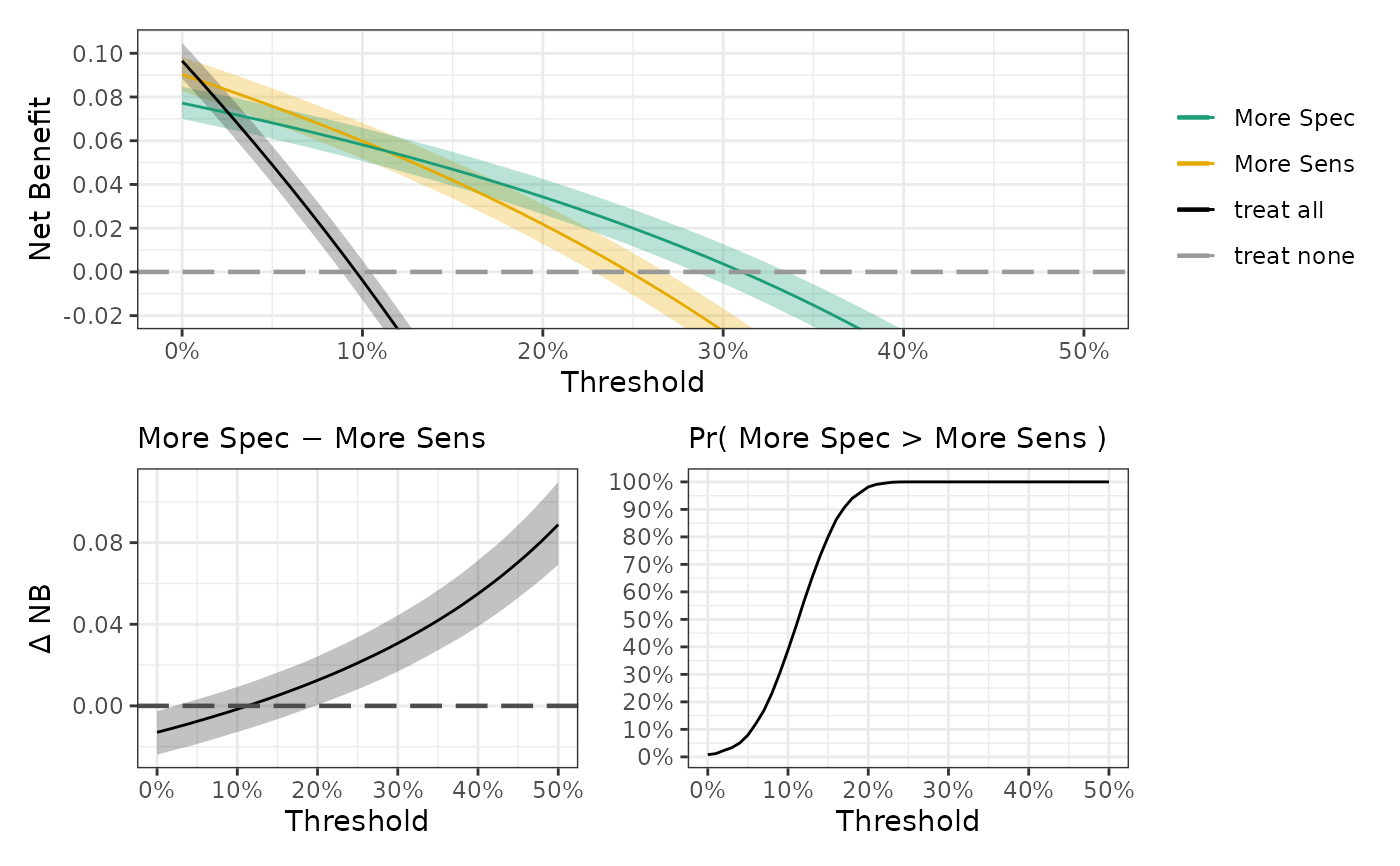 Net Benefit
0.10
0.08
0.06
0.04
0.02
0.00
-0.02
0% 10% 20% 30% 40% 50%
Threshold
More Spec
More Sens
treat all
treat none
More Spec − More Sens
Δ NB
0.08
0.04
0.00
0% 10% 20% 30% 40% 50%
Threshold
Pr( More Spec > More Sens )
100%
90%
80%
70%
60%
50%
40%
30%
20%
10%
0%
0% 10% 20% 30% 40% 50%
Threshold